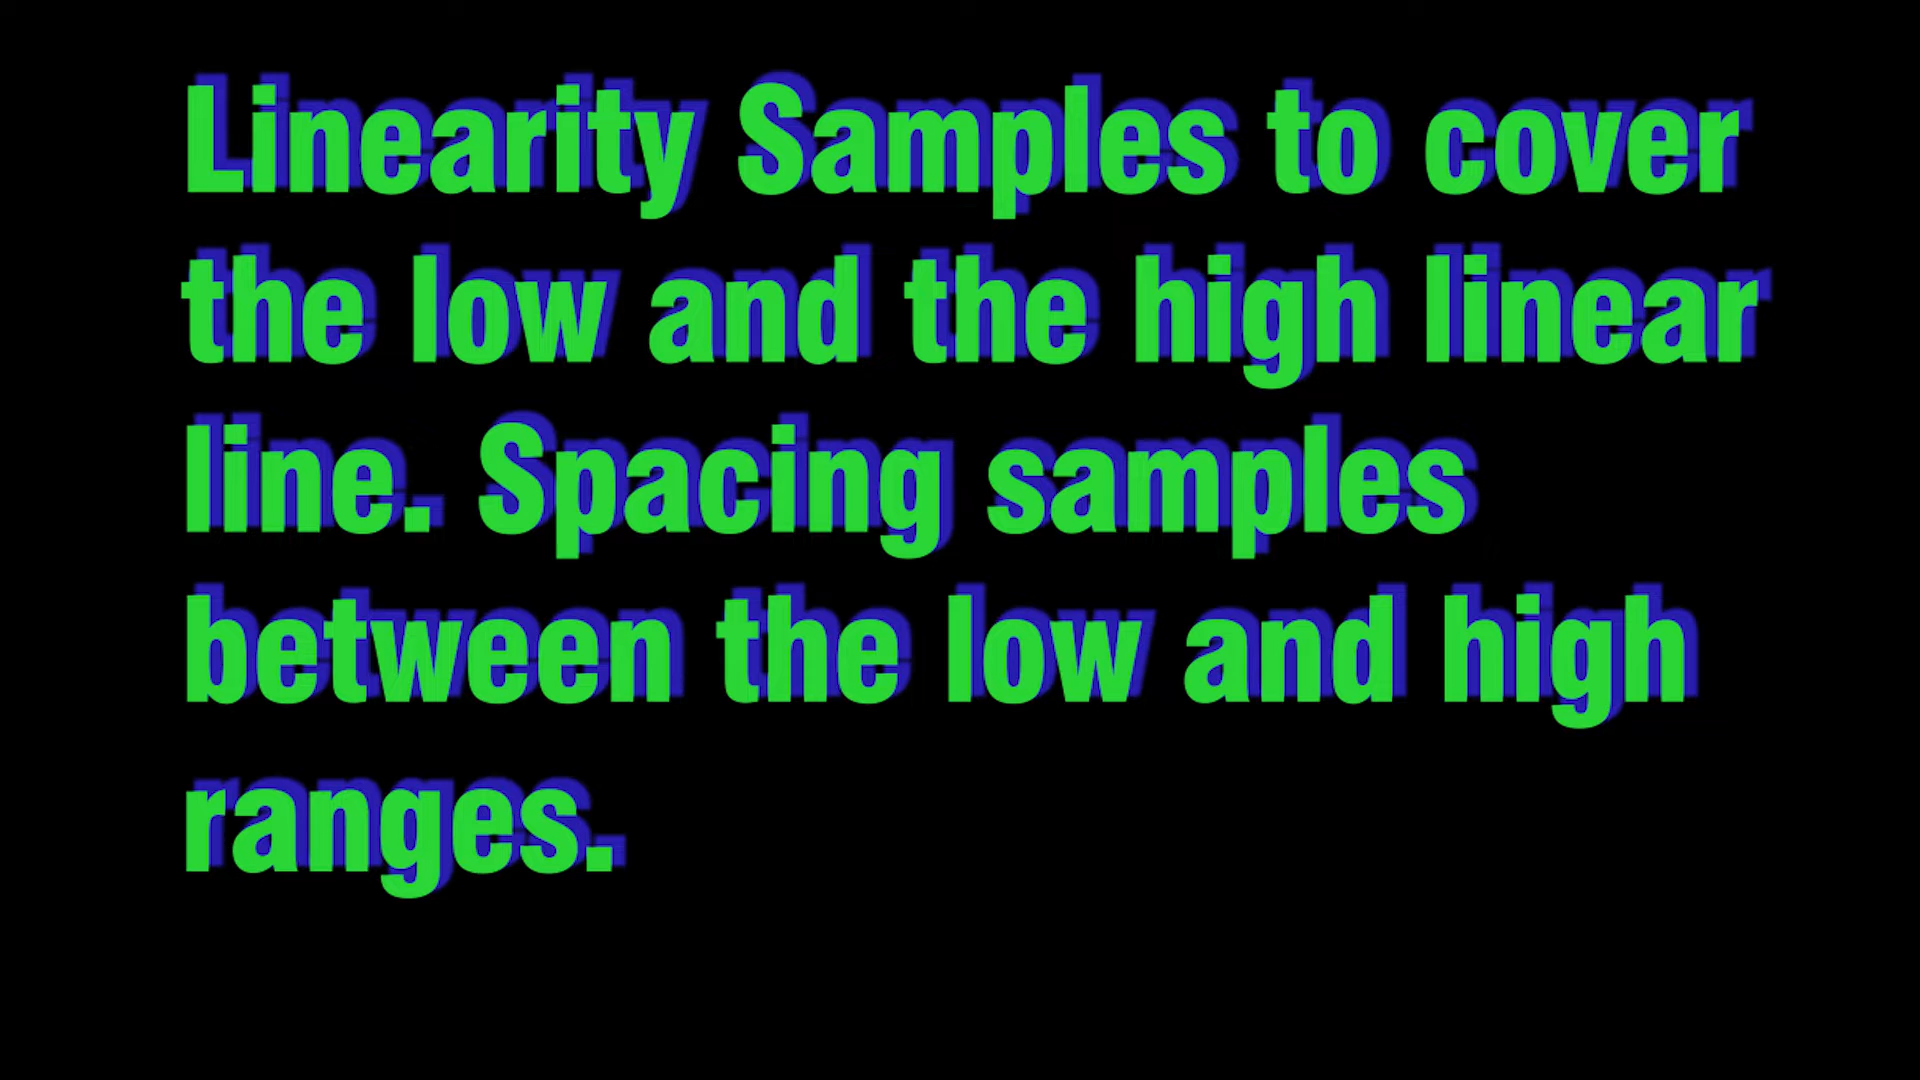 Linearity Samples to cover
the low and the high linear
line. Spacing samples
between the low and high
ranges.